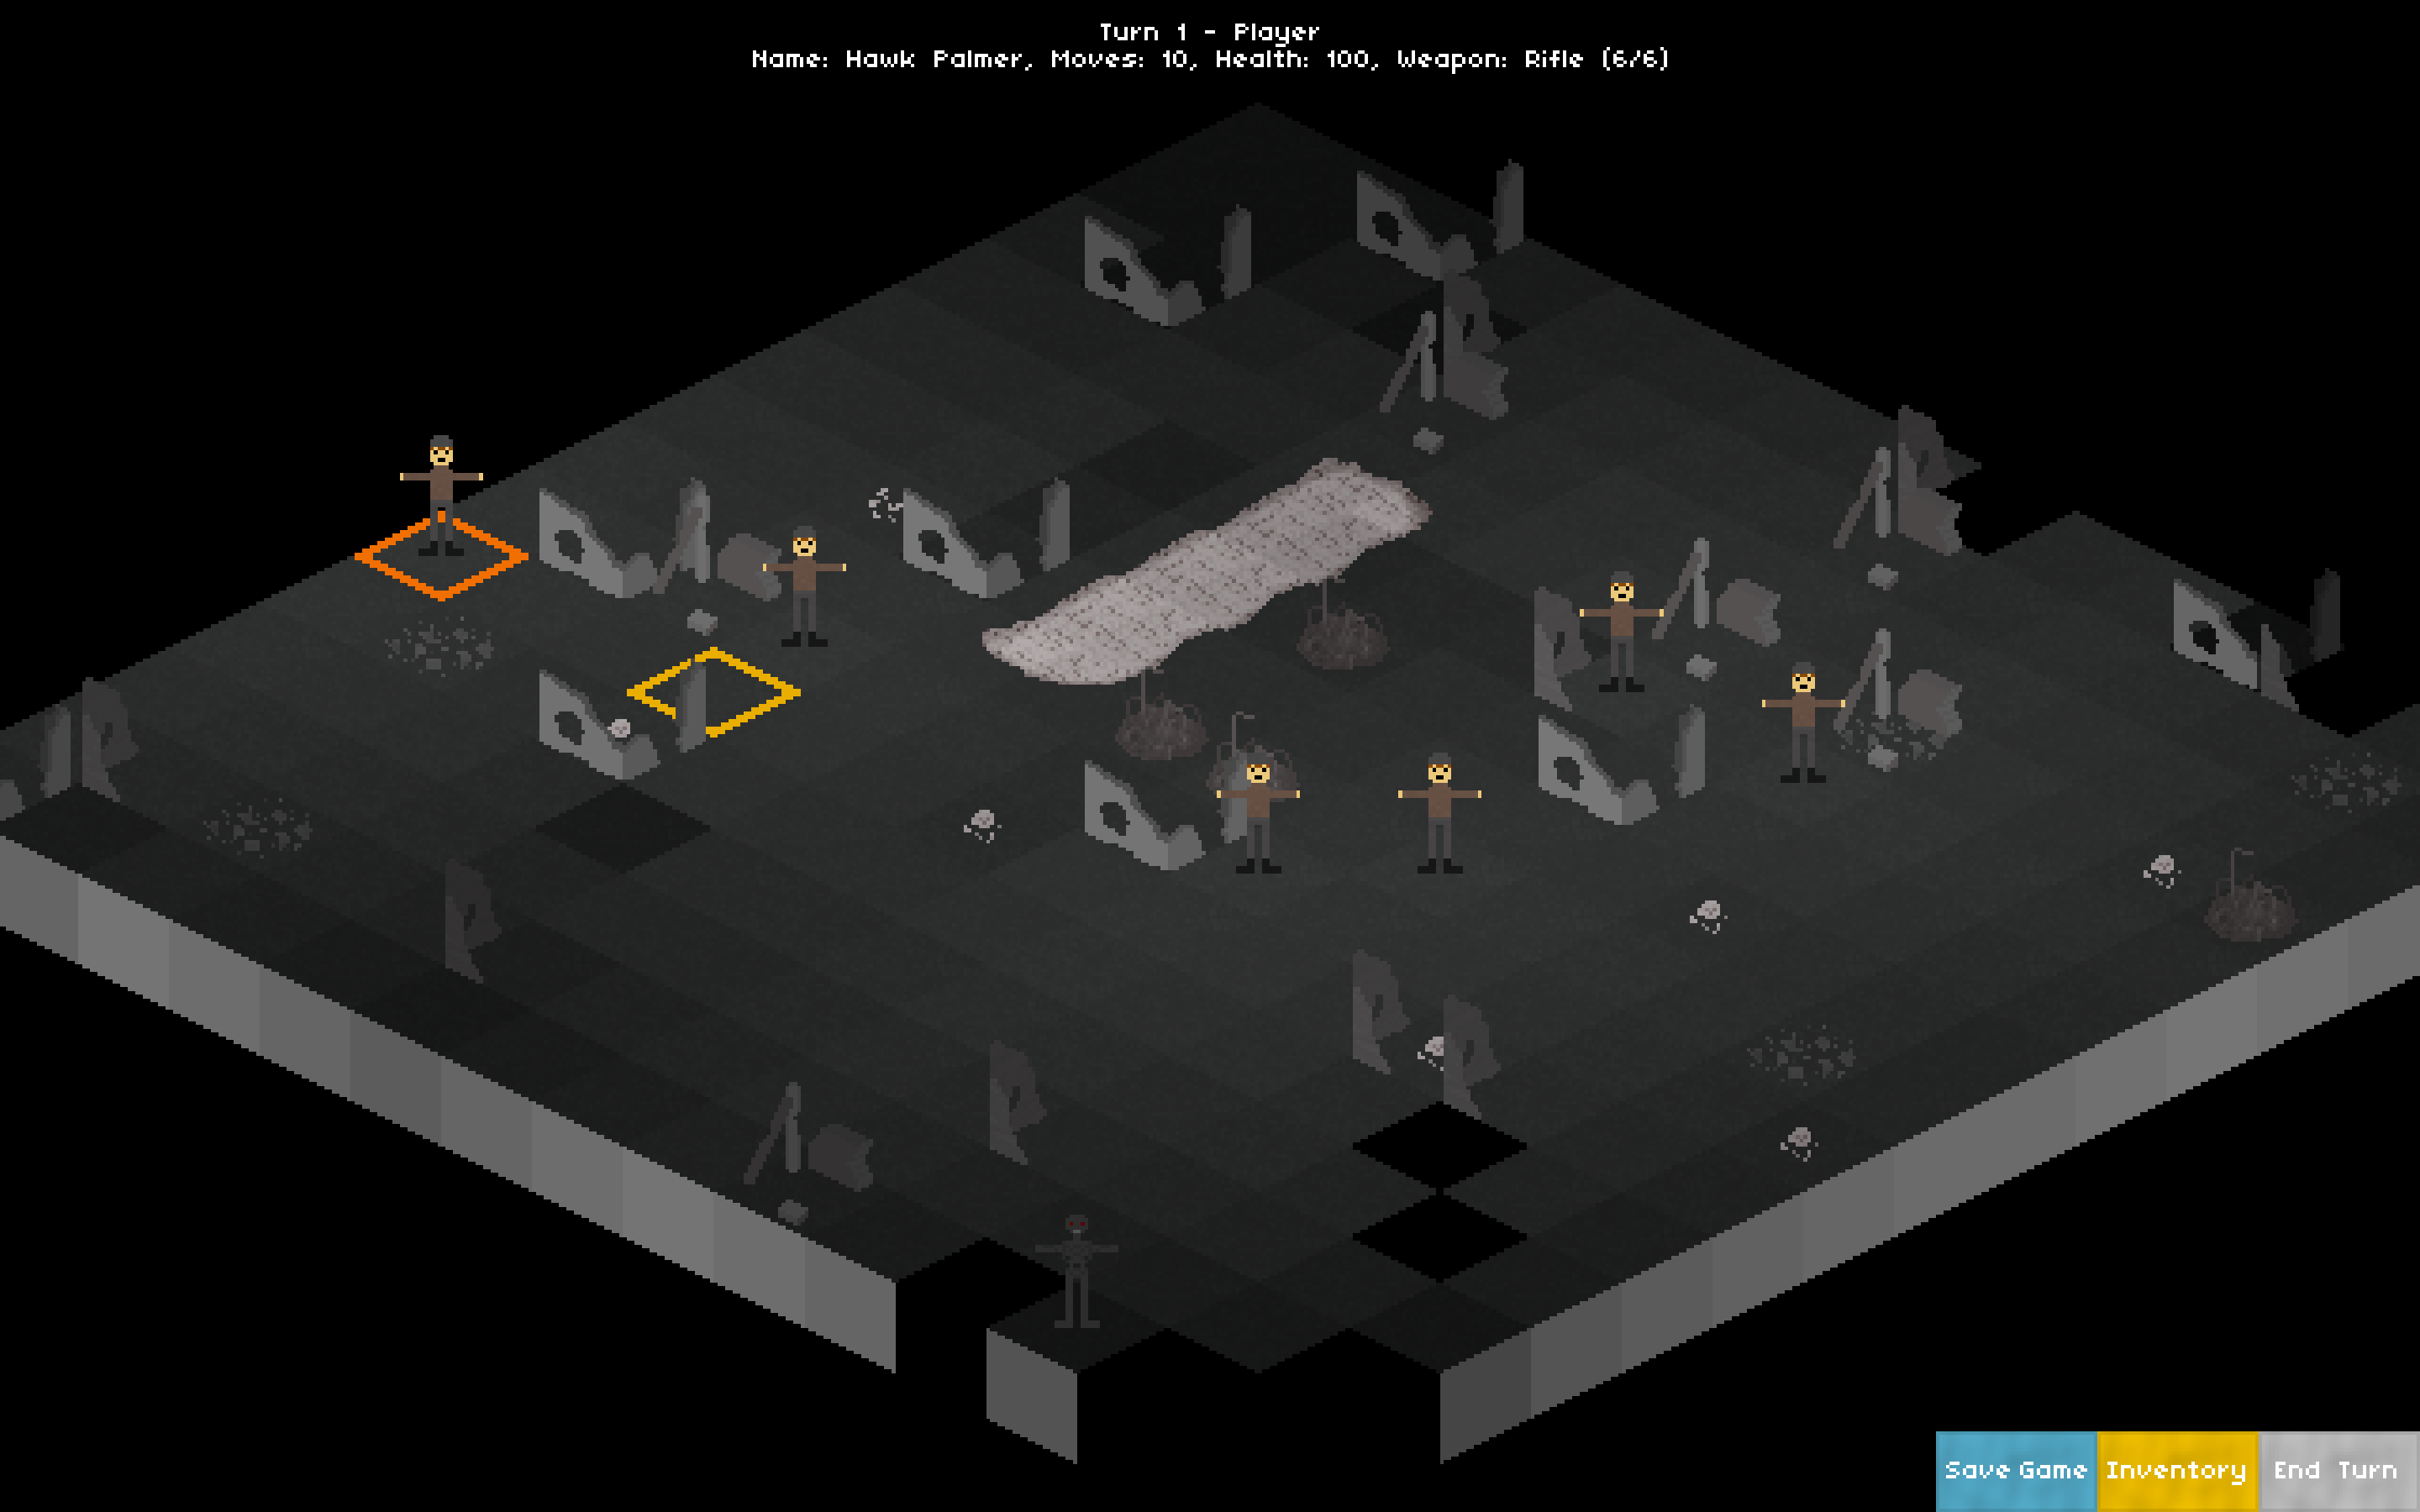 Turn 1 - Player
Name: Hawk Palmer, Moves: 10, Health: 100, Weapon: Rifle (6/6)
Save Game
Inventory
End Turn